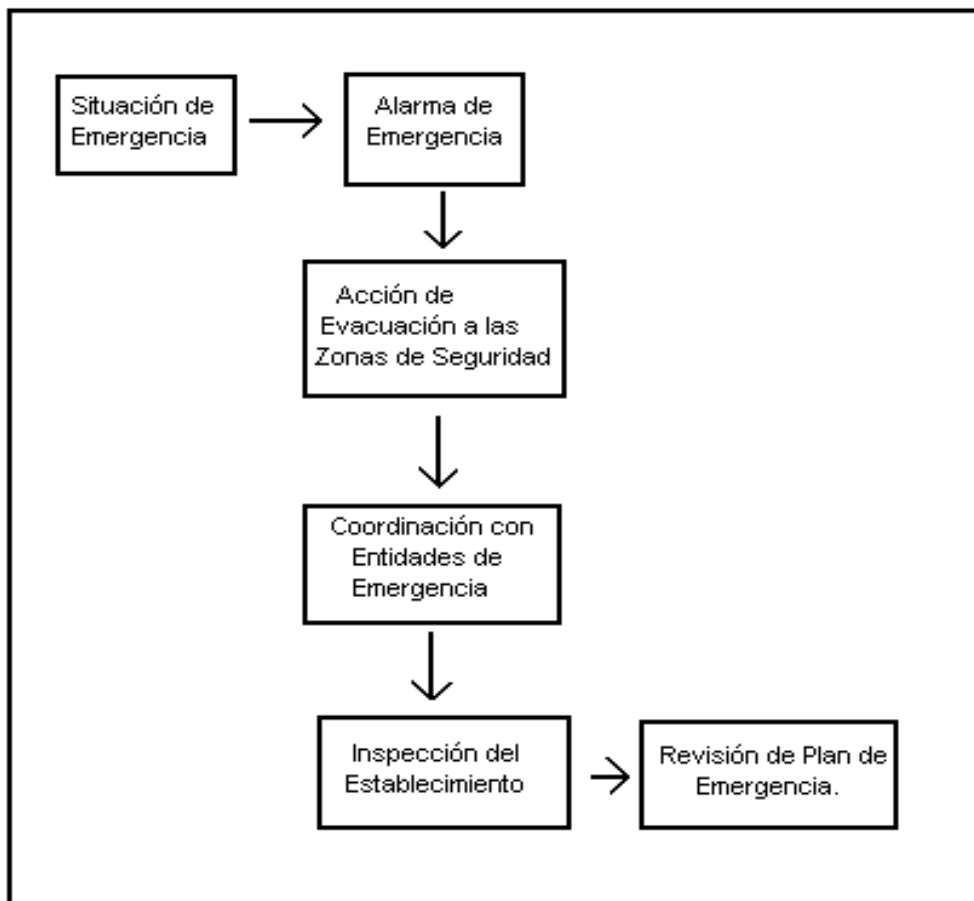 Situación de
Emergencia
Alarma de
Emergencia
Acción de
Evacuación a las
Zonas de Seguridad
Coordinación con
Entidades de
Emergencia
Inspección del
Establecimiento
Revisión de Plan de
Emergencia.